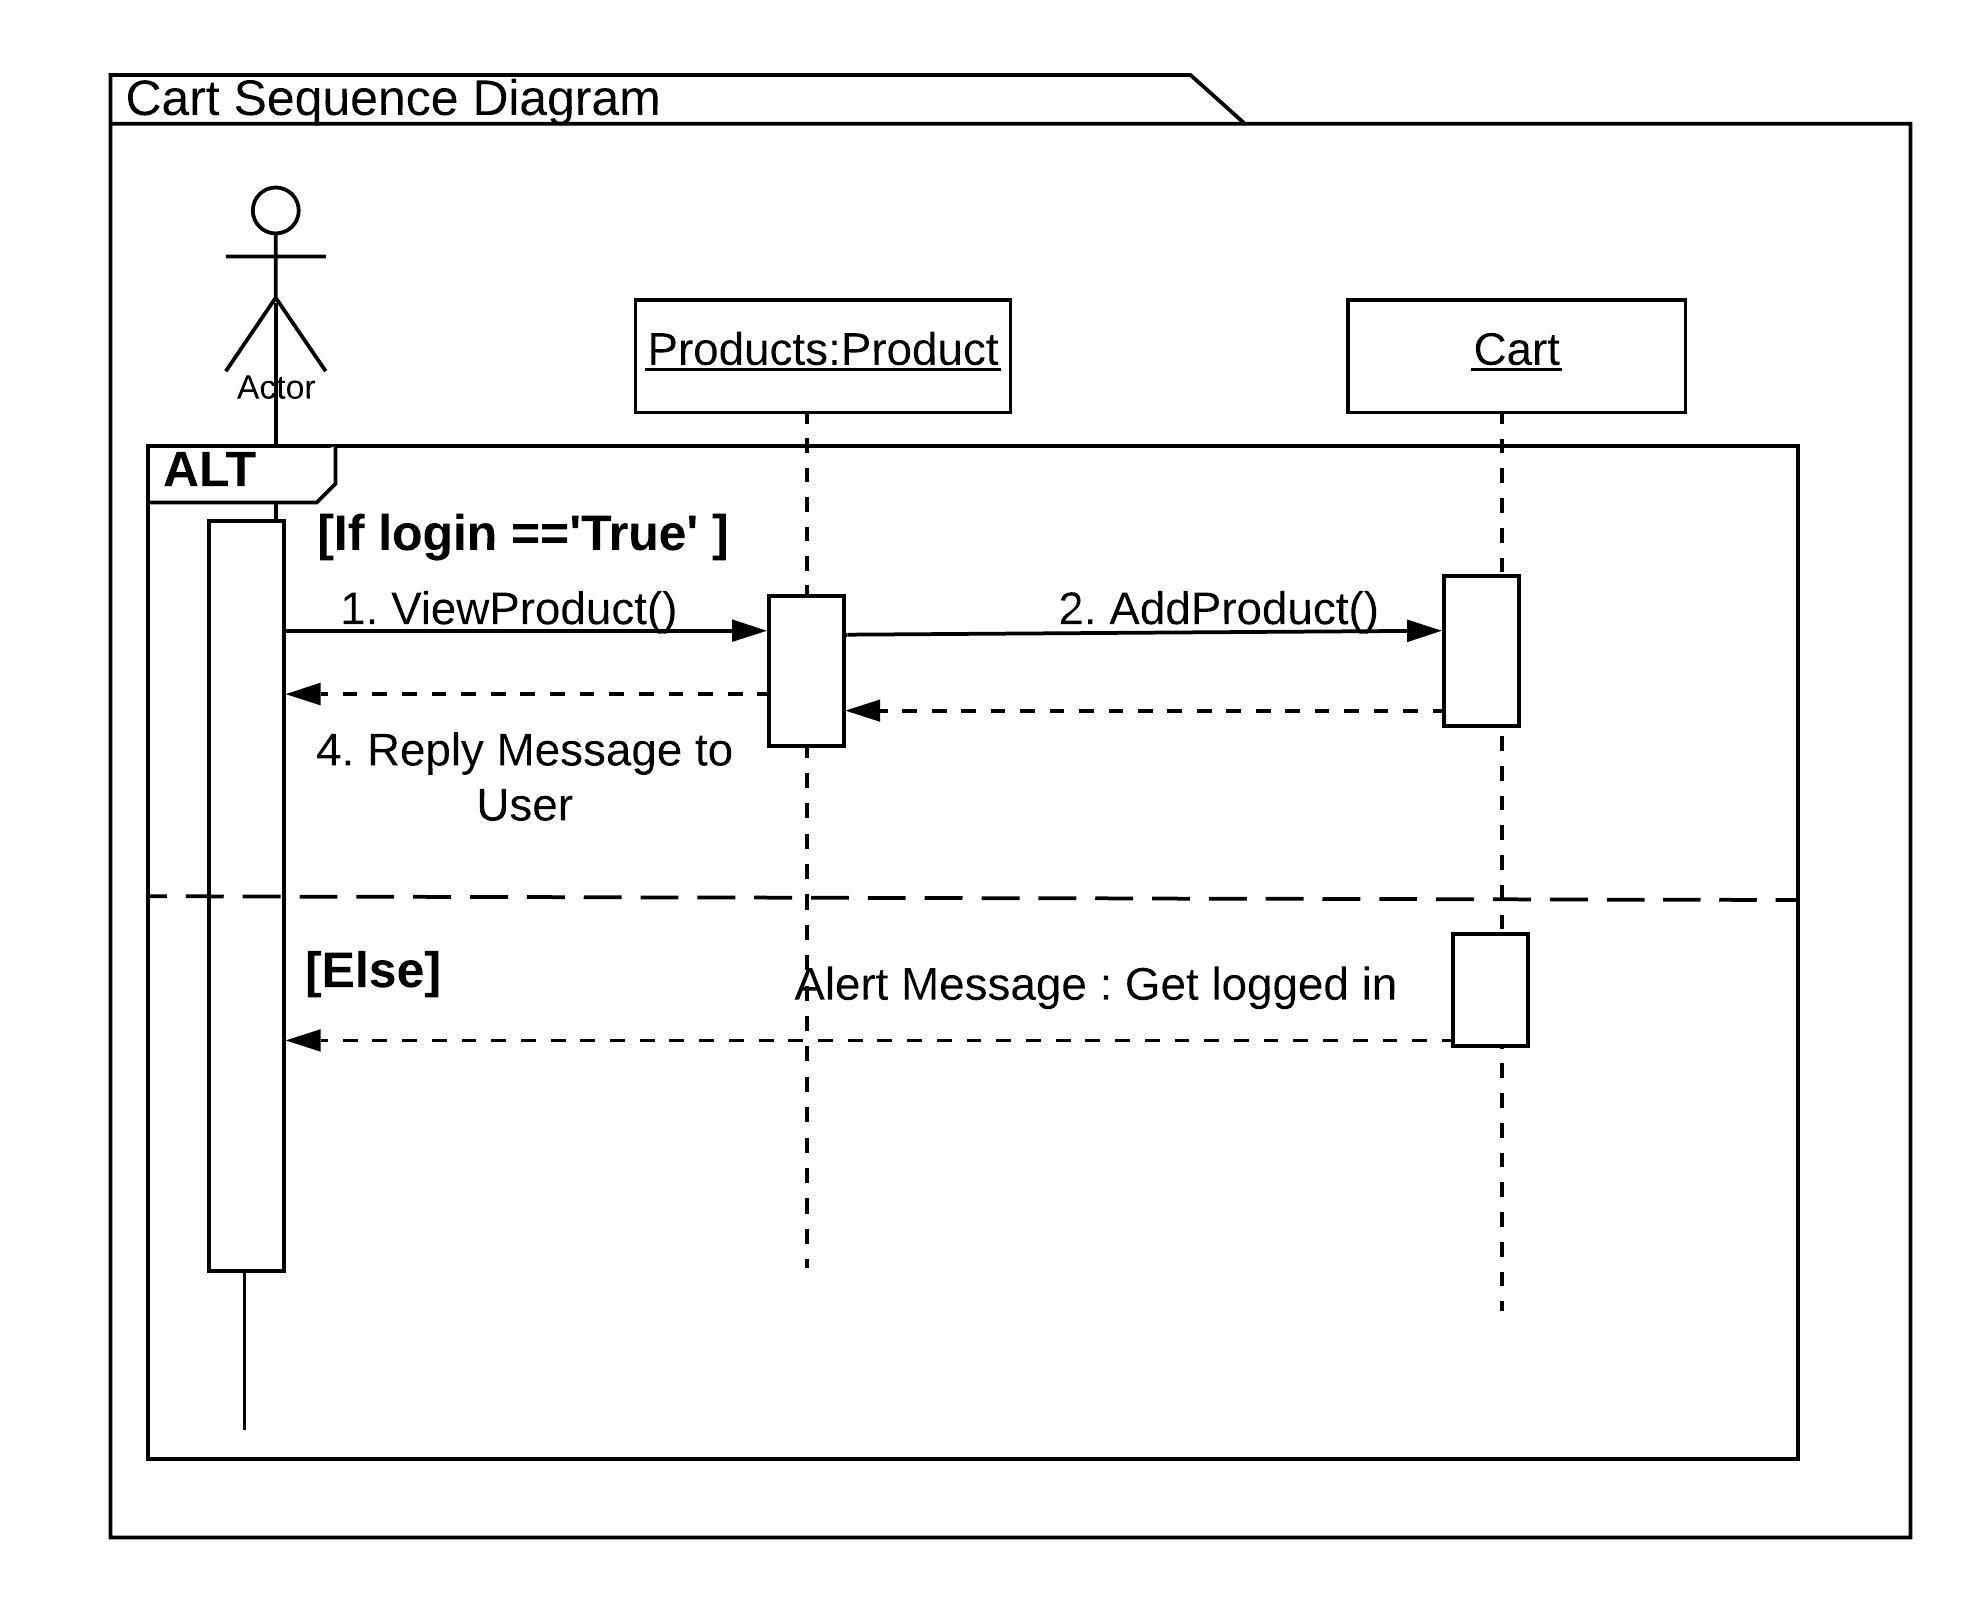 Cart Sequence Diagram
Actor
Products:Product
Cart
ALT
[If login =='True' ]
1. ViewProduct()
2. AddProduct()
4. Reply Message to
User
[Else]
Alert Message : Get logged in